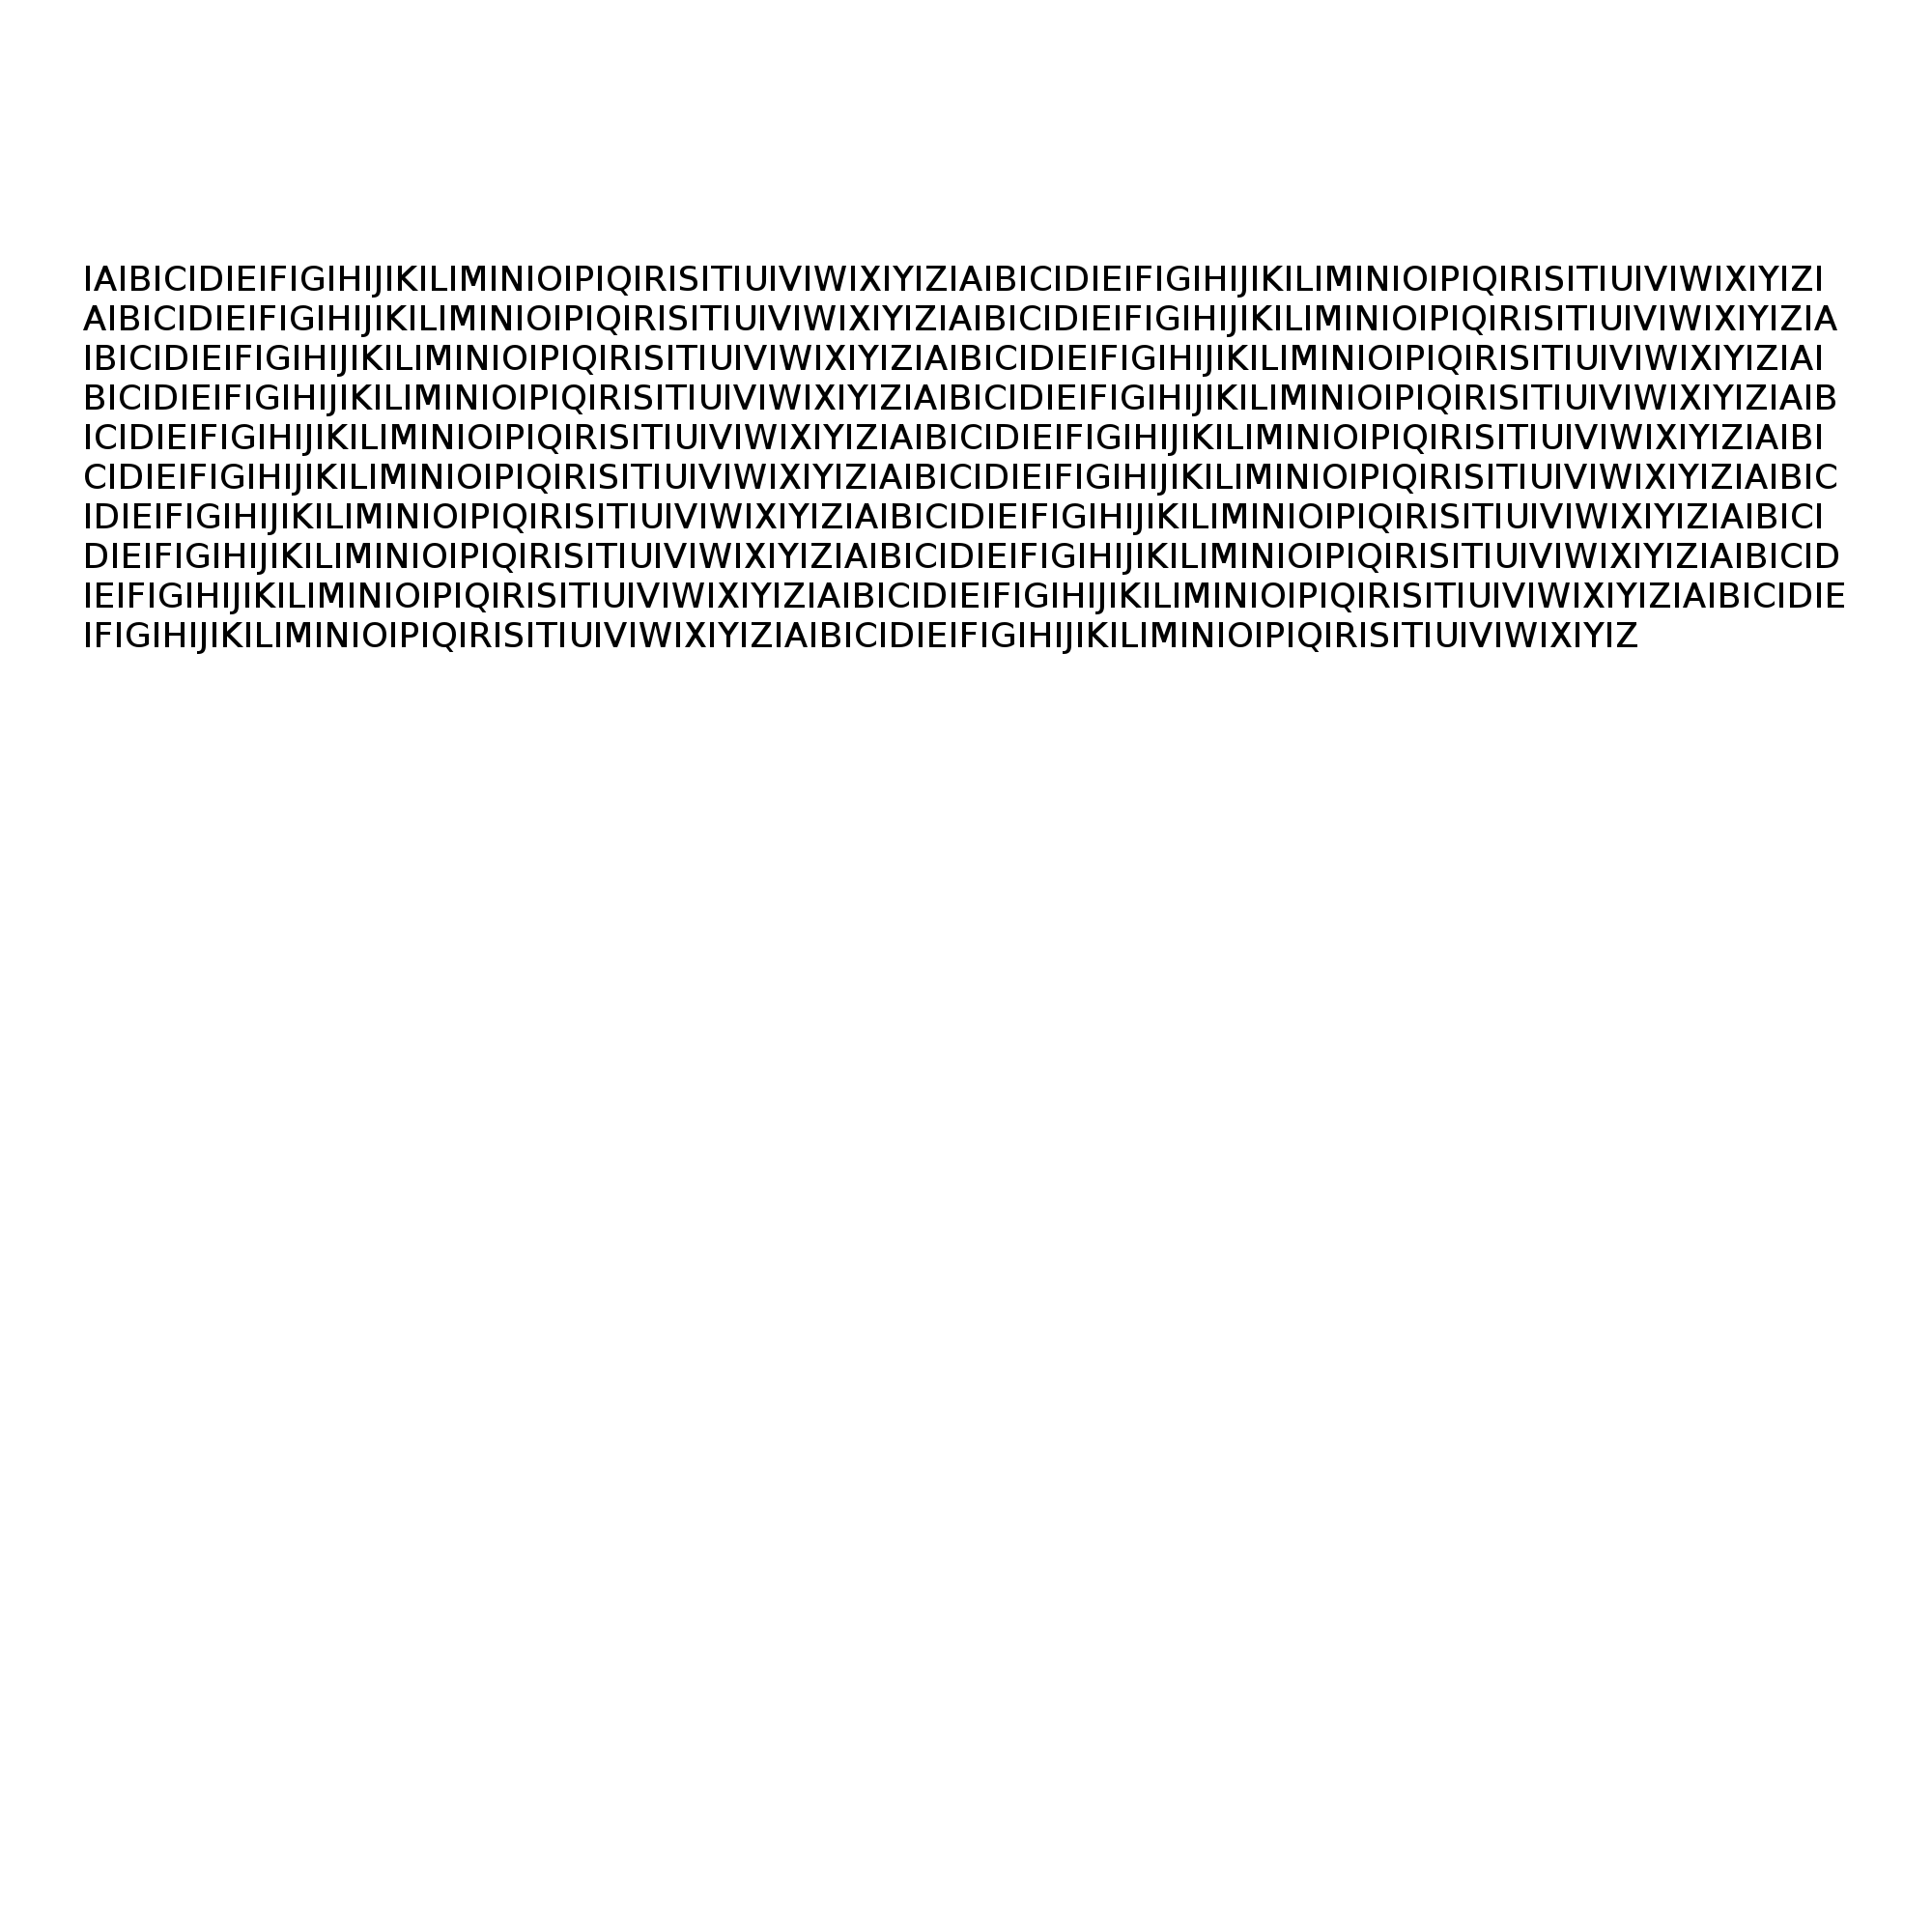 IAIBICIDIEIFIGIHIJIKILIMINIOIPIQIRISITIUIVIWIXIYIZIAIBICIDIEIFIGIHIJIKILIMINIOIPIQIRISITIUIVIWIXIYIZI
AIBICIDIEIFIGIHIJIKILIMINIOIPIQIRISITIUIVIWIXIYIZIAIBICIDIEIFIGIHIJIKILIMINIOIPIQIRISITIUIVIWIXIYIZIA
IBICIDIEIFIGIHIJIKILIMINIOIPIQIRISITIUIVIWIXIYIZIAIBICIDIEIFIGIHIJIKILIMINIOIPIQIRISITIUIVIWIXIYIZIAI
BICIDIEIFIGIHIJIKILIMINIOIPIQIRISITIUIVIWIXIYIZIAIBICIDIEIFIGIHIJIKILIMINIOIPIQIRISITIUIVIWIXIYIZIAIB
ICIDIEIFIGIHIJIKILIMINIOIPIQIRISITIUIVIWIXIYIZIAIBICIDIEIFIGIHIJIKILIMINIOIPIQIRISITIUIVIWIXIYIZIAIBI
CIDIEIFIGIHIJIKILIMINIOIPIQIRISITIUIVIWIXIYIZIAIBICIDIEIFIGIHIJIKILIMINIOIPIQIRISITIUIVIWIXIYIZIAIBIC
IDIEIFIGIHIJIKILIMINIOIPIQIRISITIUIVIWIXIYIZIAIBICIDIEIFIGIHIJIKILIMINIOIPIQIRISITIUIVIWIXIYIZIAIBICI
DIEIFIGIHIJIKILIMINIOIPIQIRISITIUIVIWIXIYIZIAIBICIDIEIFIGIHIJIKILIMINIOIPIQIRISITIUIVIWIXIYIZIAIBICID
IEIFIGIHIJIKILIMINIOIPIQIRISITIUIVIWIXIYIZIAIBICIDIEIFIGIHIJIKILIMINIOIPIQIRISITIUIVIWIXIYIZIAIBICIDIE
IFIGIHIJIKILIMINIOIPIQIRISITIUIVIWIXIYIZIAIBICIDIEIFIGIHIJIKILIMINIOIPIQIRISITIUIVIWIXIYIZ